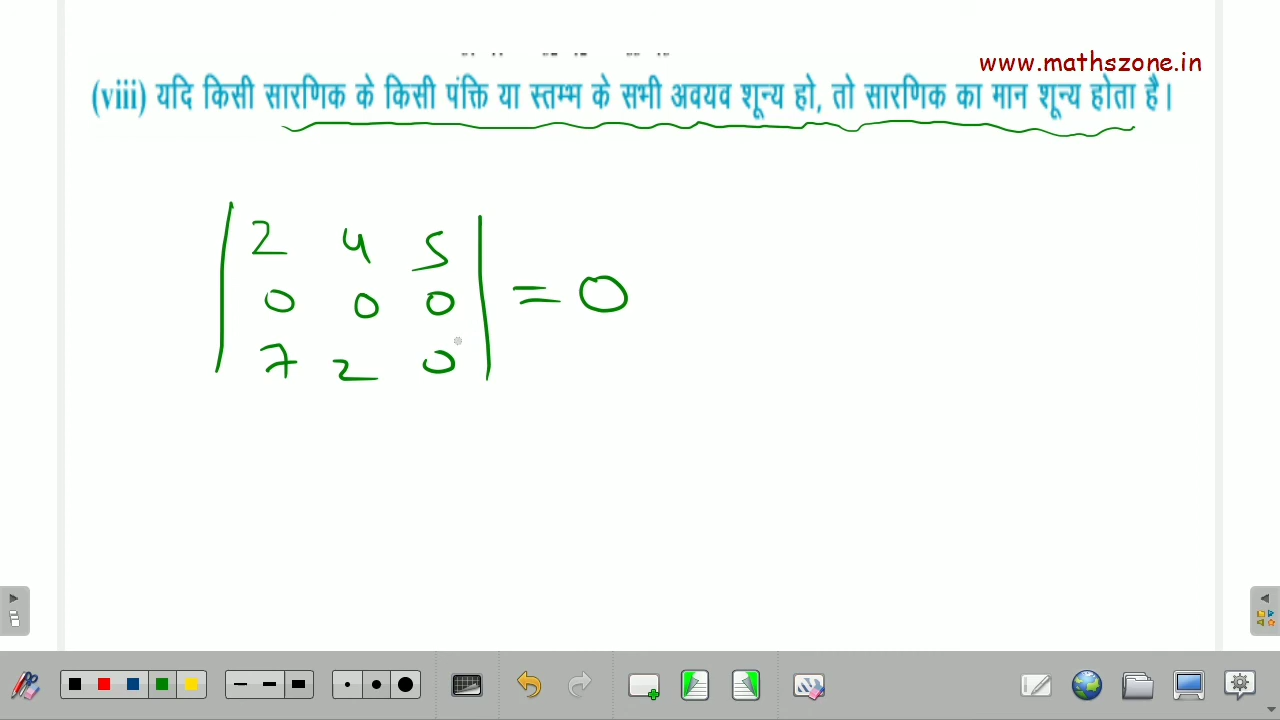 www.mathszone.in
(viii) यदि किसी सारणिक के किसी पंक्ति या स्तम्म के सभी अवयव शून्य हो, तो सारणिक का मान शून्य होता है।
2 4 5
0 0 0 = 0
7 2 0